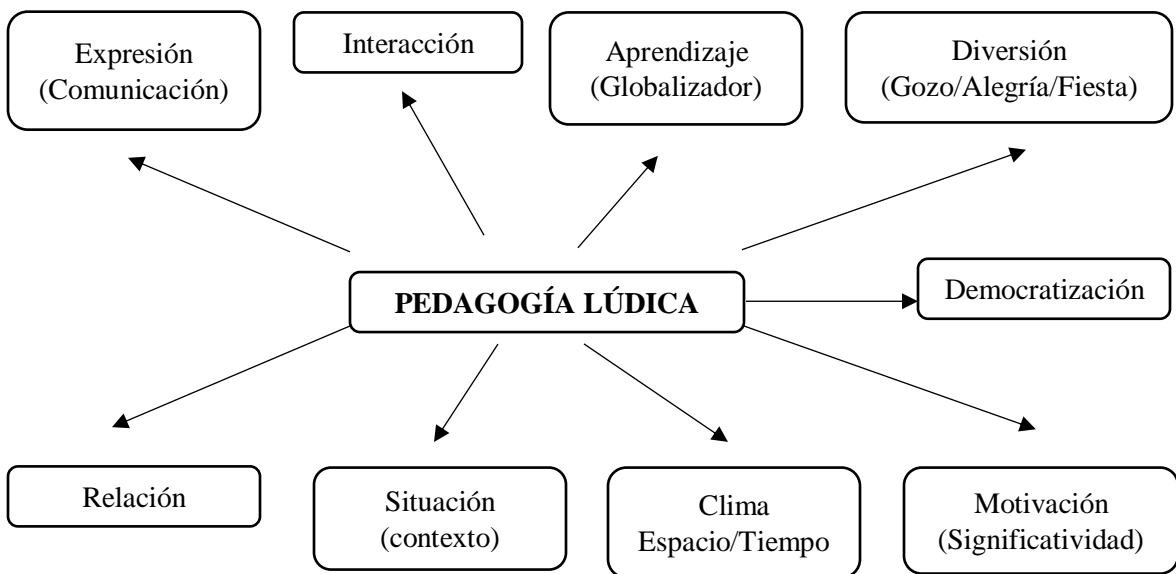 Expresión
(Comunicación)
Interacción
Aprendizaje
(Globalizador)
Diversión
(Gozo/Alegría/Fiesta)
PEDAGOGÍA LÚDICA
Democratización
Relación
Situación
(contexto)
Clima
Espacio/Tiempo
Motivación
(Significatividad)